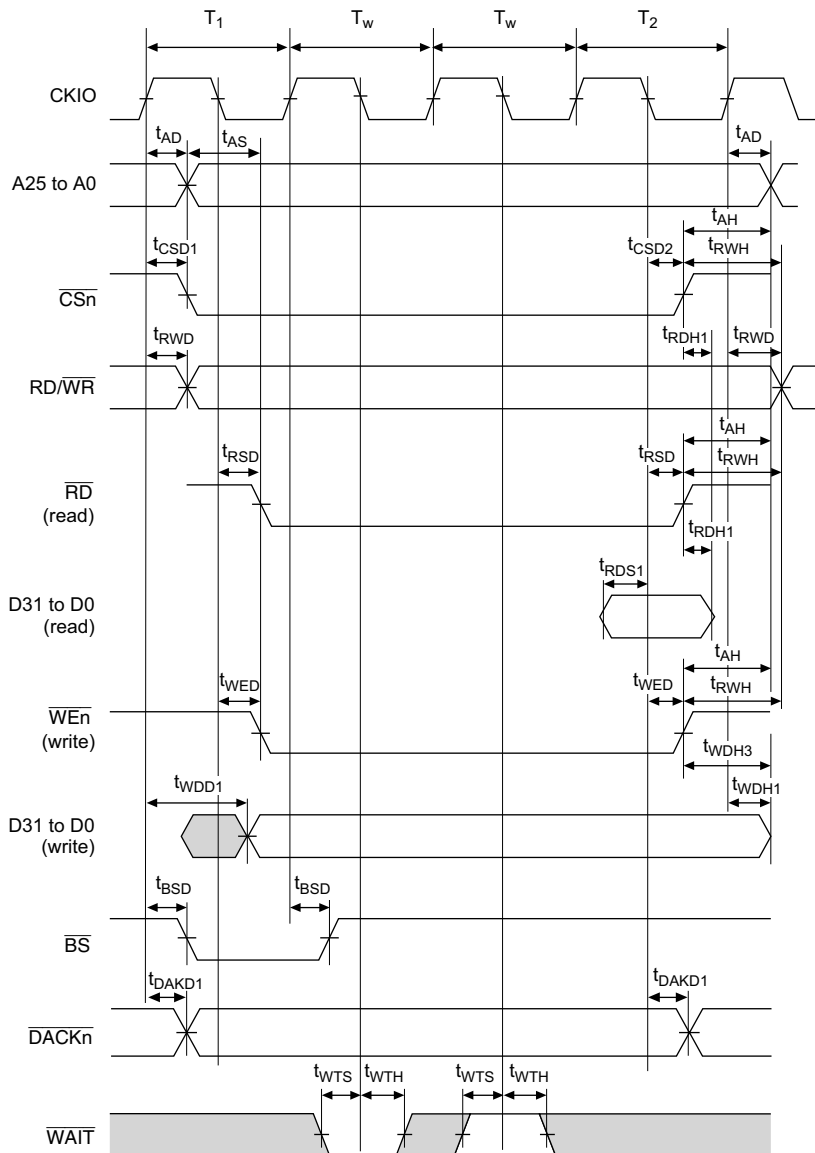 T1 Tw Tw T2
CKIO
tAD tAS tAD
A25 to A0
tAH
tCSD1 tCSD2 tRWH
CSn
tRDH1
tRWD tRWD
RD/WR
tAH
tRSD tRSD tRWH
RD
(read)
tRDH1
tRDS1
D31 to D0
(read)
tAH
tWED tWED tRWH
WEn
(write)
tWDH3
tWDD1 tWDH1
D31 to D0
(write)
tBSD tBSD
BS
tDAKD1 tDAKD1
DACKn
tWTS tWTH tWTS tWTH
WAIT